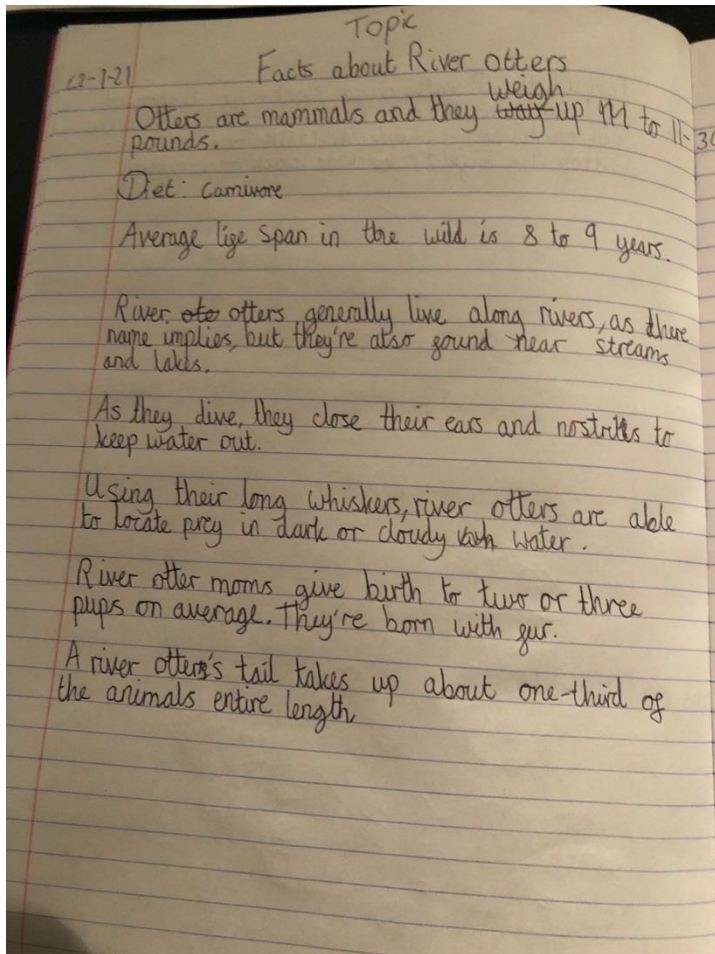 Topic
22-1-21
Facts about River otters
weigh
Otters are mammals and they way up to 11-30
pounds.
Diet: Carnivore
Average life span in the wild is 8 to 9 years.
River oto otters generally live along rivers, as there
name implies, but they're also found near streams
and lakes.
As they dive, they close their ears and nostrils to
keep water out.
Using their long whiskers, river otters are able
to locate prey in dark or cloudy water.
River otter moms give birth to two or three
pups on average. They're born with fur.
A river otters's tail takes up about one-third of
the animals entire length,